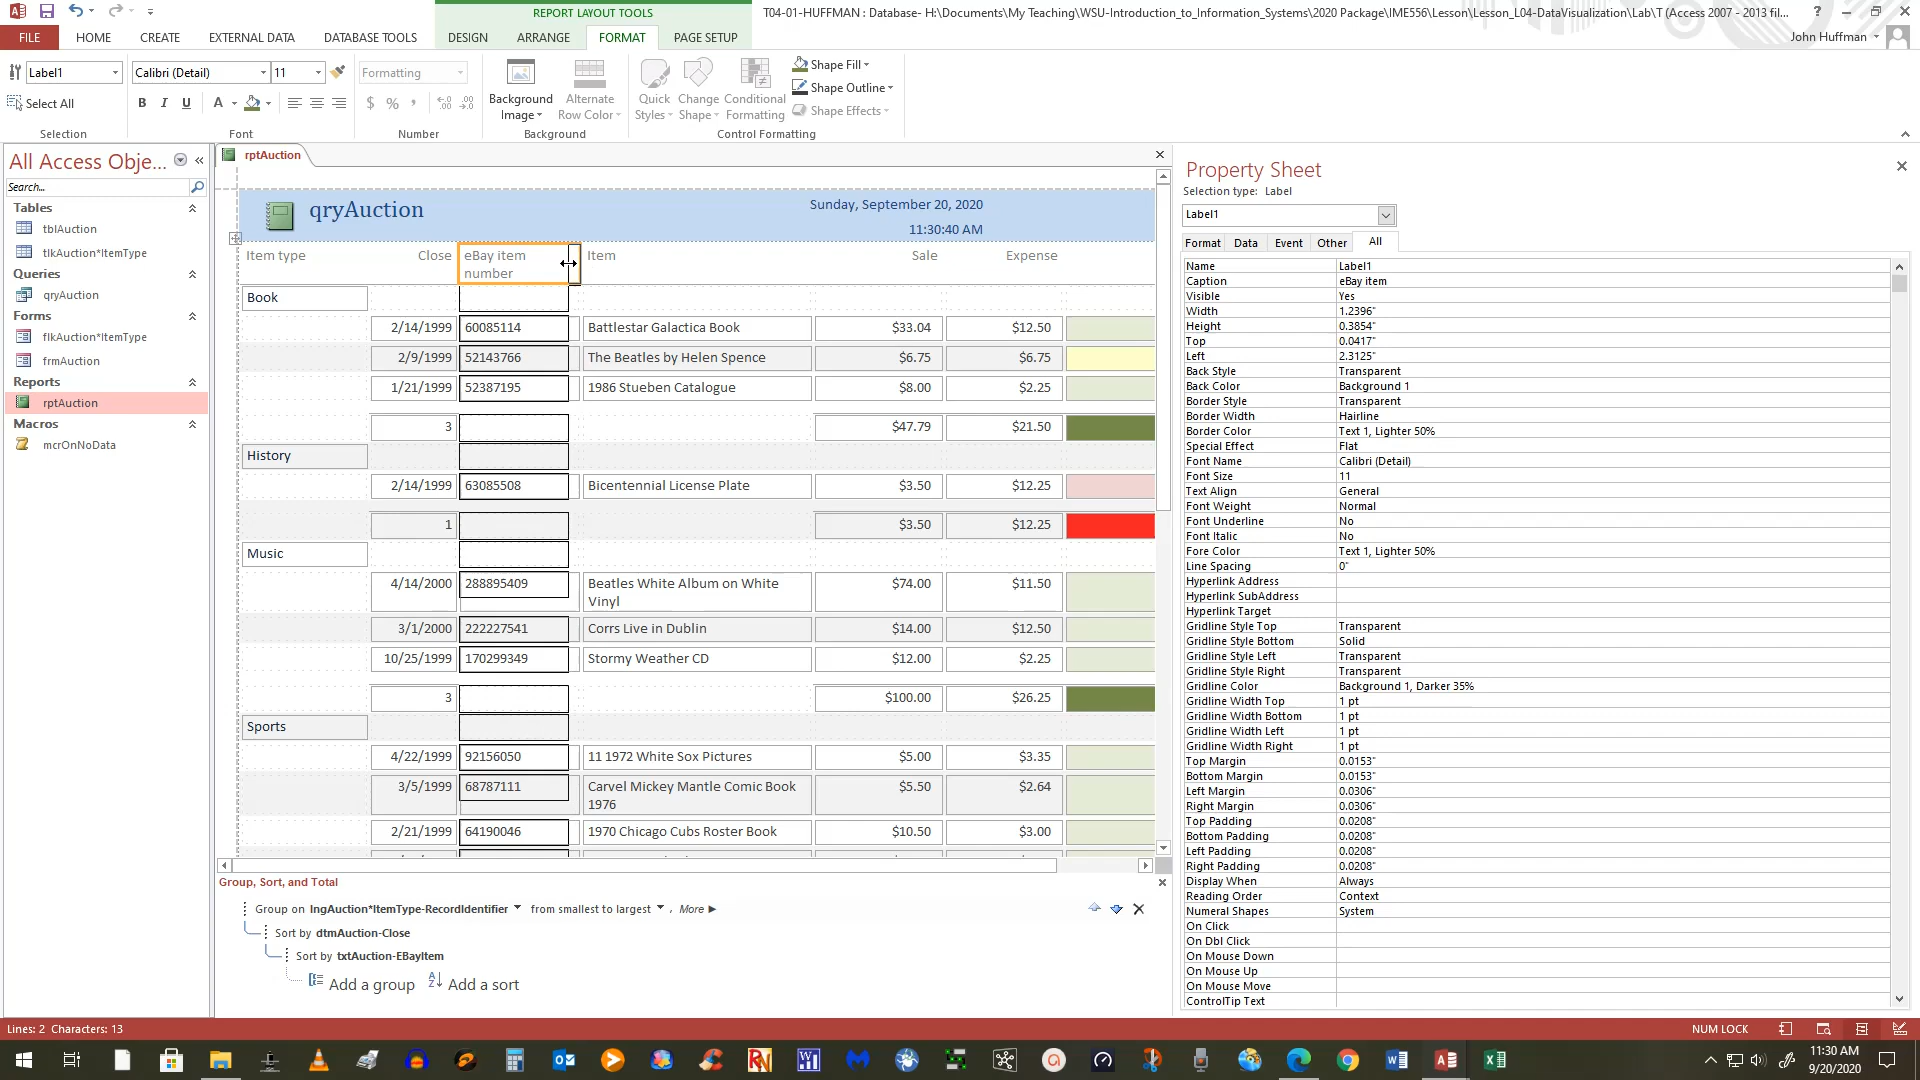 REPORT LAYOUT TOOLS
T04-01-HUFFMAN : Database- H:\Documents\My Teaching\WSU-Introduction_to_Information_Systems\2020 Package\IME556\Lesson\Lesson_L04-DataVisualization\Lab\T (Access 2007 - 2013 fil...
FILE HOME CREATE EXTERNAL DATA DATABASE TOOLS DESIGN ARRANGE FORMAT PAGE SETUP John Huffman
Label1 Calibri (Detail) 11 Formatting
Select All B I U A $ % ,
Background Image Alternate Row Color Quick Styles Change Shape Conditional Formatting Shape Fill Shape Outline Shape Effects
Selection Font Number Background Control Formatting
All Access Obje...
Search...
Tables
tblAuction
tlkAuction*ItemType
Queries
qryAuction
Forms
flkAuction*ItemType
frmAuction
Reports
rptAuction
Macros
mcrOnNoData
rptAuction
qryAuction
Sunday, September 20, 2020
11:30:40 AM
Item type Close eBay item number Item Sale Expense
Book
2/14/1999 60085114 Battlestar Galactica Book $33.04 $12.50
2/9/1999 52143766 The Beatles by Helen Spence $6.75 $6.75
1/21/1999 52387195 1986 Stueben Catalogue $8.00 $2.25
3 $47.79 $21.50
History
2/14/1999 63085508 Bicentennial License Plate $3.50 $12.25
1 $3.50 $12.25
Music
4/14/2000 288895409 Beatles White Album on White Vinyl $74.00 $11.50
3/1/2000 222227541 Corrs Live in Dublin $14.00 $12.50
10/25/1999 170299349 Stormy Weather CD $12.00 $2.25
3 $100.00 $26.25
Sports
4/22/1999 92156050 11 1972 White Sox Pictures $5.00 $3.35
3/5/1999 68787111 Carvel Mickey Mantle Comic Book 1976 $5.50 $2.64
2/21/1999 64190046 1970 Chicago Cubs Roster Book $10.50 $3.00
Group, Sort, and Total
Group on lngAuction*ItemType-RecordIdentifier from smallest to largest , More
Sort by dtmAuction-Close
Sort by txtAuction-EBayItem
Add a group Add a sort
Property Sheet
Selection type: Label
Label1
Format Data Event Other All
Name Label1
Caption eBay item
Visible Yes
Width 1.2396"
Height 0.3854"
Top 0.0417"
Left 2.3125"
Back Style Transparent
Back Color Background 1
Border Style Transparent
Border Width Hairline
Border Color Text 1, Lighter 50%
Special Effect Flat
Font Name Calibri (Detail)
Font Size 11
Text Align General
Font Weight Normal
Font Underline No
Font Italic No
Fore Color Text 1, Lighter 50%
Line Spacing 0"
Hyperlink Address
Hyperlink SubAddress
Hyperlink Target
Gridline Style Top Transparent
Gridline Style Bottom Solid
Gridline Style Left Transparent
Gridline Style Right Transparent
Gridline Color Background 1, Darker 35%
Gridline Width Top 1 pt
Gridline Width Bottom 1 pt
Gridline Width Left 1 pt
Gridline Width Right 1 pt
Top Margin 0.0153"
Bottom Margin 0.0153"
Left Margin 0.0306"
Right Margin 0.0306"
Top Padding 0.0208"
Bottom Padding 0.0208"
Left Padding 0.0208"
Right Padding 0.0208"
Display When Always
Reading Order Context
Numeral Shapes System
On Click
On Dbl Click
On Mouse Down
On Mouse Up
On Mouse Move
ControlTip Text
Lines: 2 Characters: 13 NUM LOCK
11:30 AM
9/20/2020